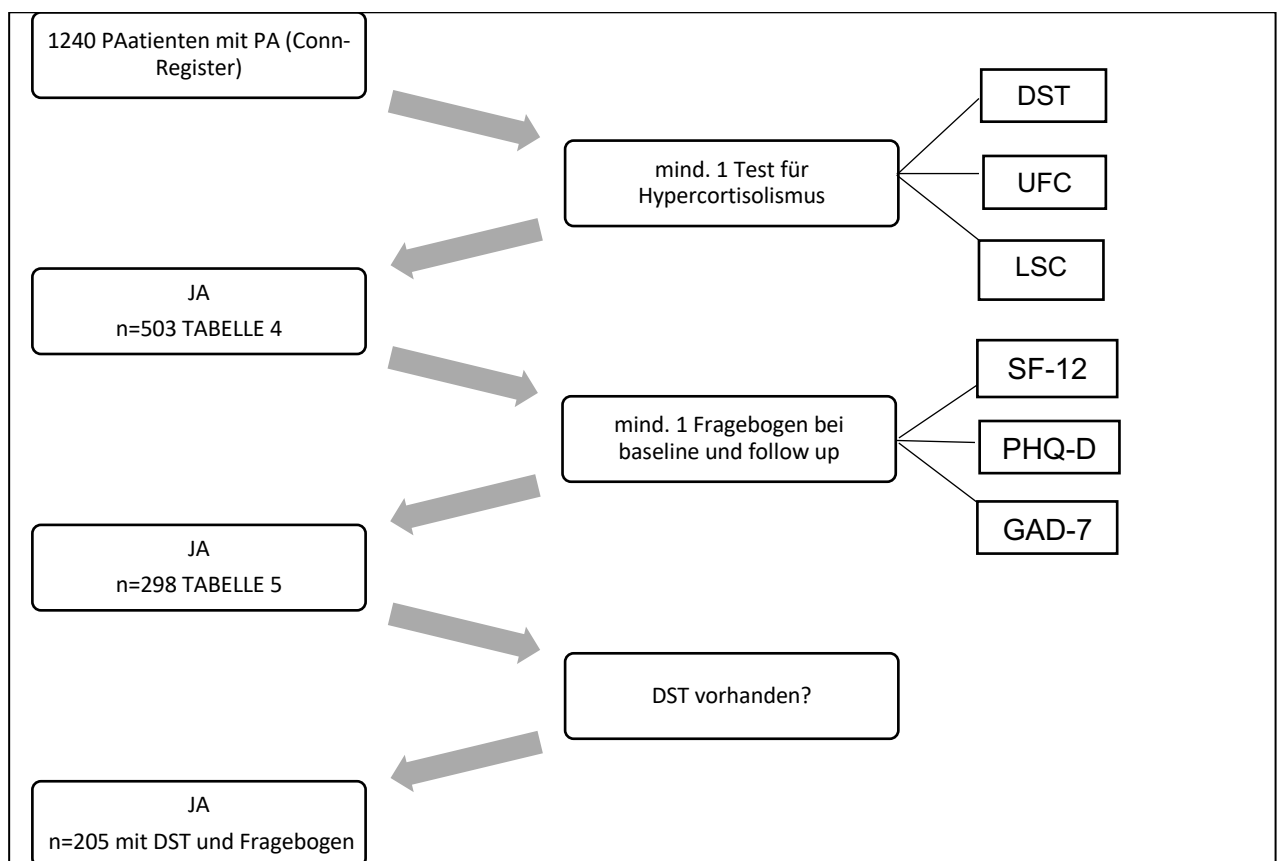 1240 PAatienten mit PA (Conn-
Register)
DST
mind. 1 Test für
Hypercortisolismus
UFC
LSC
JA
n=503 TABELLE 4
SF-12
mind. 1 Fragebogen bei
baseline und follow up
PHQ-D
GAD-7
JA
n=298 TABELLE 5
DST vorhanden?
JA
n=205 mit DST und Fragebogen